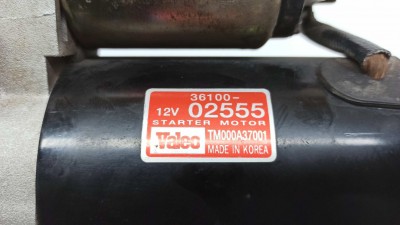 36100-
12V 02555
STARTER MOTOR
Valeo TM000A37001
MADE IN KOREA